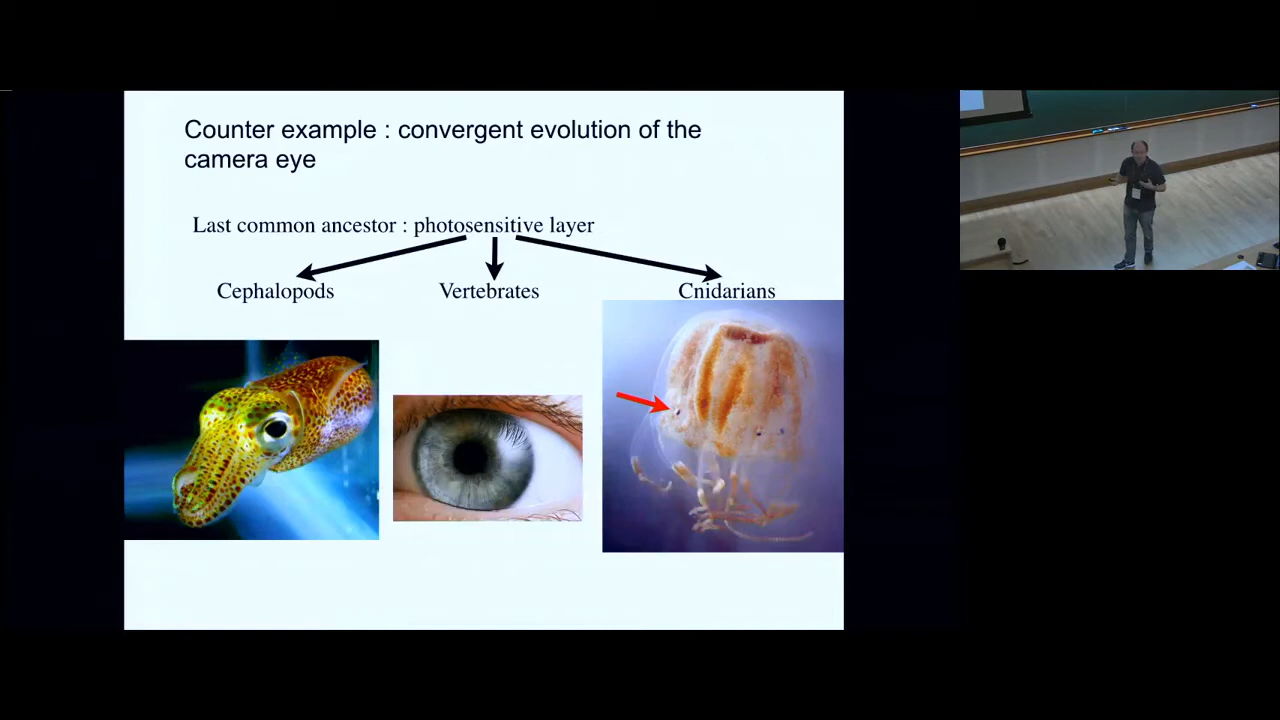 Counter example : convergent evolution of the
camera eye
Last common ancestor : photosensitive layer
Cephalopods
Vertebrates
Cnidarians